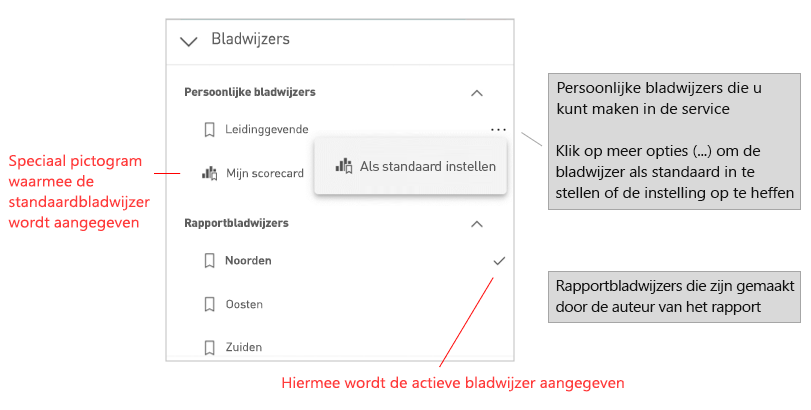 Bladwijzers
Persoonlijke bladwijzers
Leidinggevende
...
Als standaard instellen
Mijn scorecard
Rapportbladwijzers
Noorden
Oosten
Zuiden
Speciaal pictogram
waarmee de
standaardbladwijzer
wordt aangegeven
Persoonlijke bladwijzers die u
kunt maken in de service
Klik op meer opties (...) om de
bladwijzer als standaard in te
stellen of de instelling op te heffen
Rapportbladwijzers die zijn gemaakt
door de auteur van het rapport
Hiermee wordt de actieve bladwijzer aangegeven